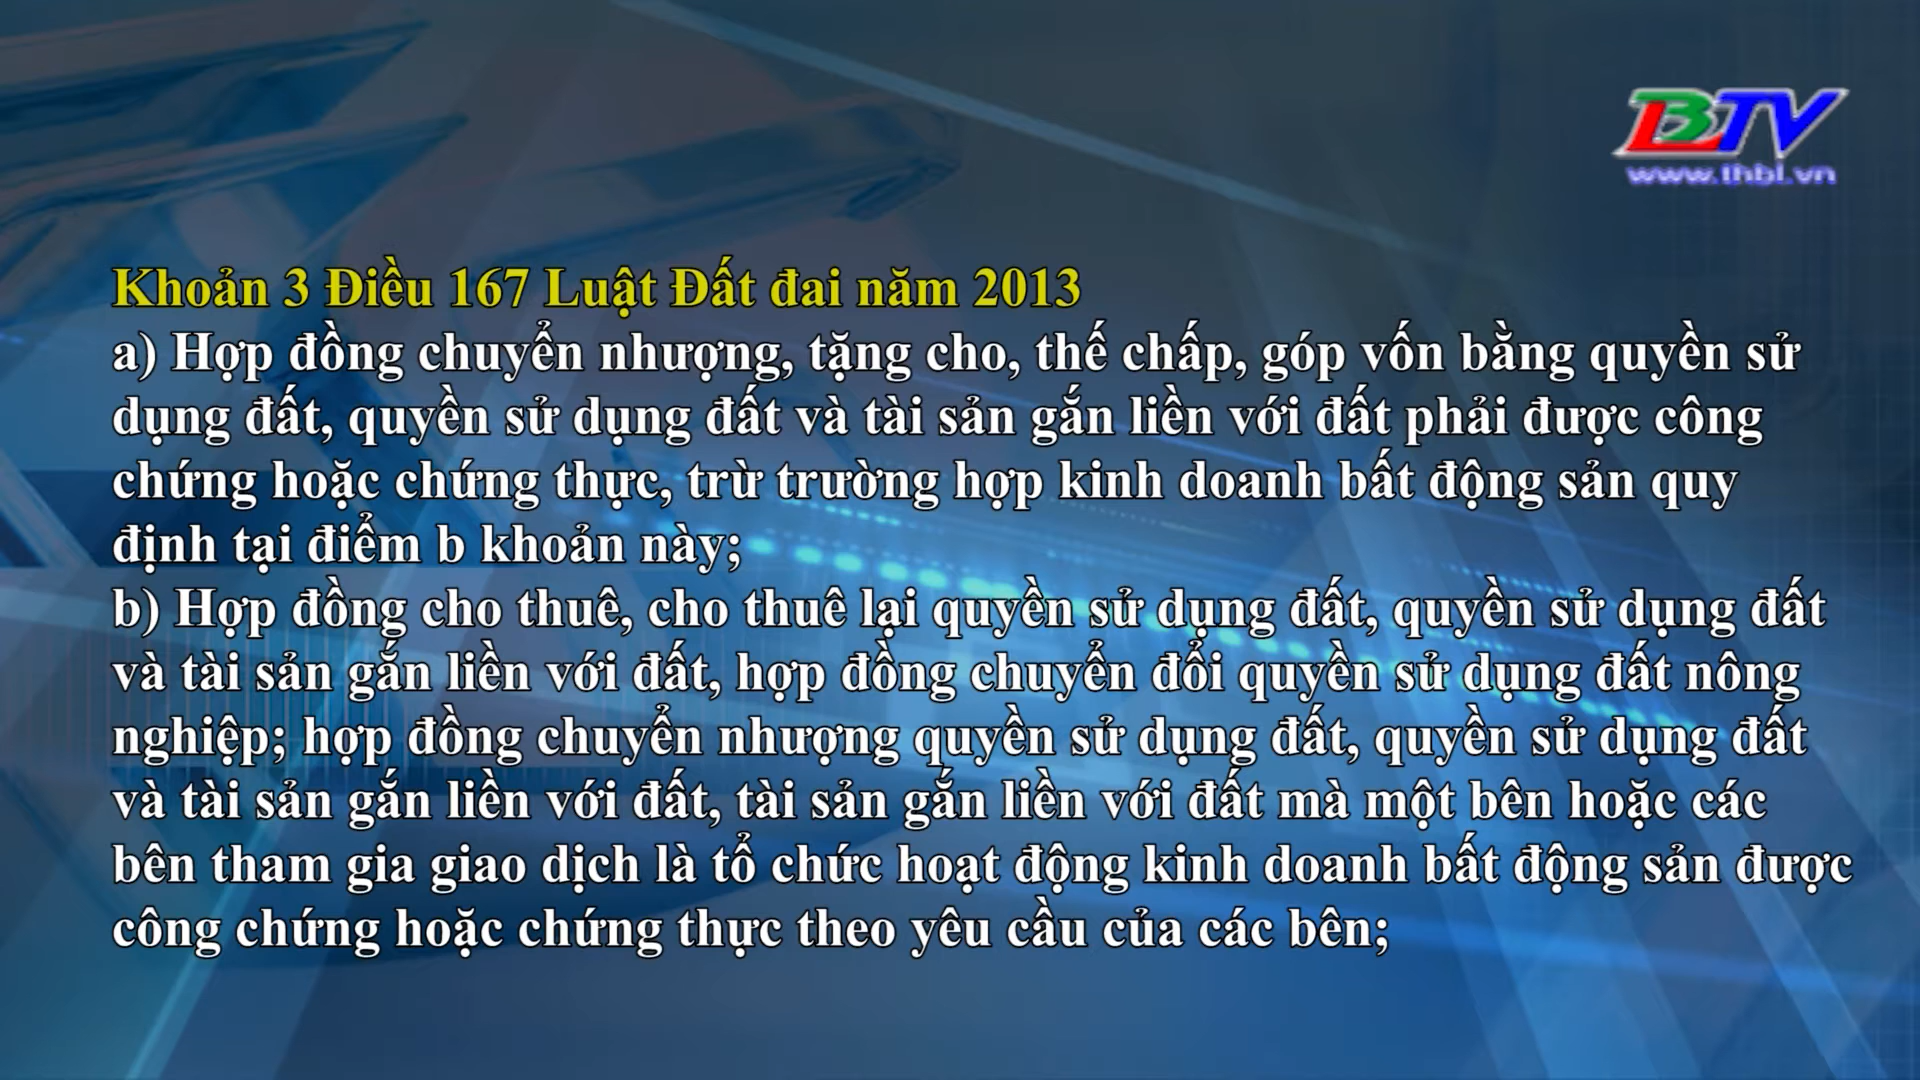 BTV
www.thbl.vn
Khoản 3 Điều 167 Luật Đất đai năm 2013
a) Hợp đồng chuyển nhượng, tặng cho, thế chấp, góp vốn bằng quyền sử
dụng đất, quyền sử dụng đất và tài sản gắn liền với đất phải được công
chứng hoặc chứng thực, trừ trường hợp kinh doanh bất động sản quy
định tại điểm b khoản này;
b) Hợp đồng cho thuê, cho thuê lại quyền sử dụng đất, quyền sử dụng đất
và tài sản gắn liền với đất, hợp đồng chuyển đổi quyền sử dụng đất nông
nghiệp; hợp đồng chuyển nhượng quyền sử dụng đất, quyền sử dụng đất
và tài sản gắn liền với đất, tài sản gắn liền với đất mà một bên hoặc các
bên tham gia giao dịch là tổ chức hoạt động kinh doanh bất động sản được
công chứng hoặc chứng thực theo yêu cầu của các bên;